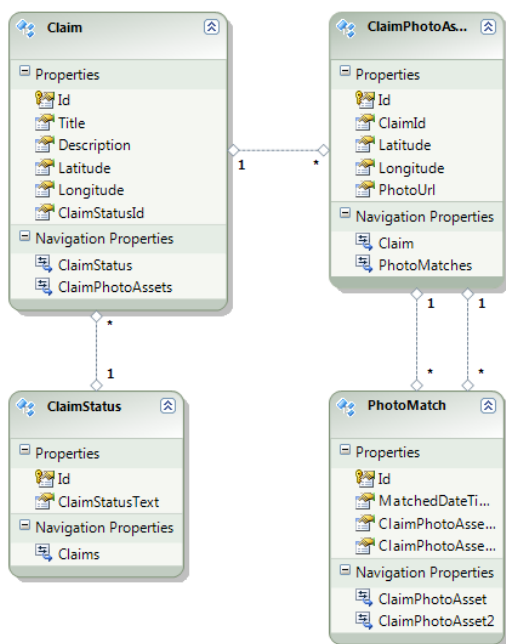 Claim
Properties
Id
Title
Description
Latitude
Longitude
ClaimStatusId
Navigation Properties
ClaimStatus
ClaimPhotoAssets
1
*
ClaimPhotoAs...
Properties
Id
ClaimId
Latitude
Longitude
PhotoUrl
Navigation Properties
Claim
PhotoMatches
*
1
1
1
*
*
ClaimStatus
Properties
Id
ClaimStatusText
Navigation Properties
Claims
PhotoMatch
Properties
Id
MatchedDateTi...
ClaimPhotoAsse...
ClaimPhotoAsse...
Navigation Properties
ClaimPhotoAsset
ClaimPhotoAsset2